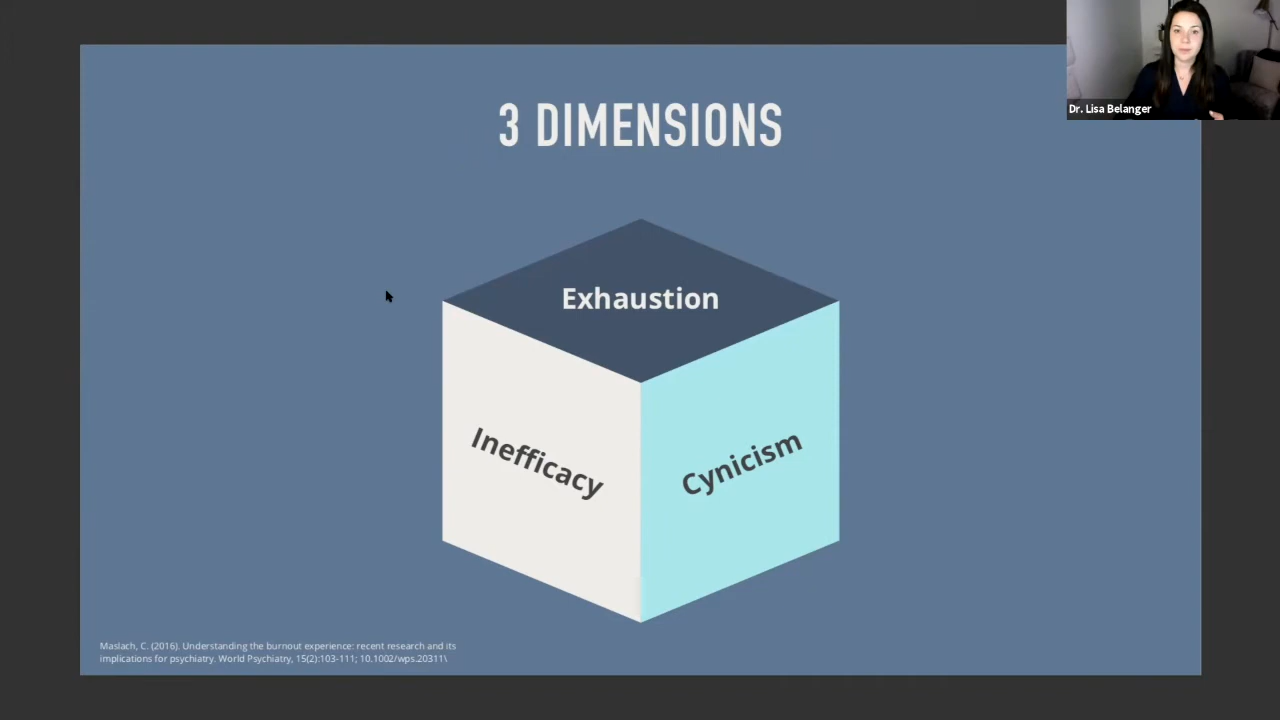 Dr. Lisa Belanger
3 DIMENSIONS
Exhaustion
Inefficacy
Cynicism
Maslach, C. (2016). Understanding the burnout experience: recent research and its
implications for psychiatry. World Psychiatry, 15(2):103-111; 10.1002/wps.20311\